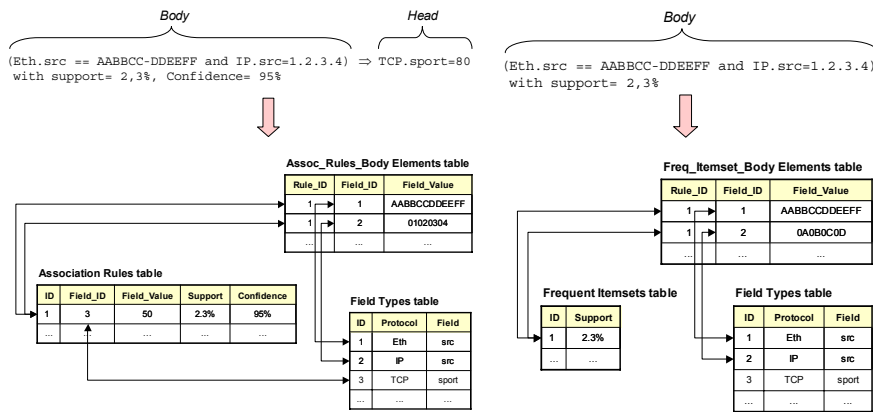 Body
Head
(Eth.src == AABBCC-DDEEFF and IP.src=1.2.3.4) ⇒ TCP.sport=80
with support= 2,3%, Confidence= 95%
Assoc_Rules_Body Elements table
Rule_ID Field_ID Field_Value
1 1 AABBCCDDEEFF
1 2 01020304
... ... ...
Association Rules table
ID Field_ID Field_Value Support Confidence
1 3 50 2.3% 95%
... ... ... ... ...
Field Types table
ID Protocol Field
1 Eth src
2 IP src
3 TCP sport
... ... ...
Body
(Eth.src == AABBCC-DDEEFF and IP.src=1.2.3.4)
with support= 2,3%
Freq_Itemset_Body Elements table
Rule_ID Field_ID Field_Value
1 1 AABBCCDDEEFF
1 2 0A0B0C0D
... ... ...
Frequent Itemsets table
ID Support
1 2.3%
... ...
Field Types table
ID Protocol Field
1 Eth src
2 IP src
3 TCP sport
... ... ...